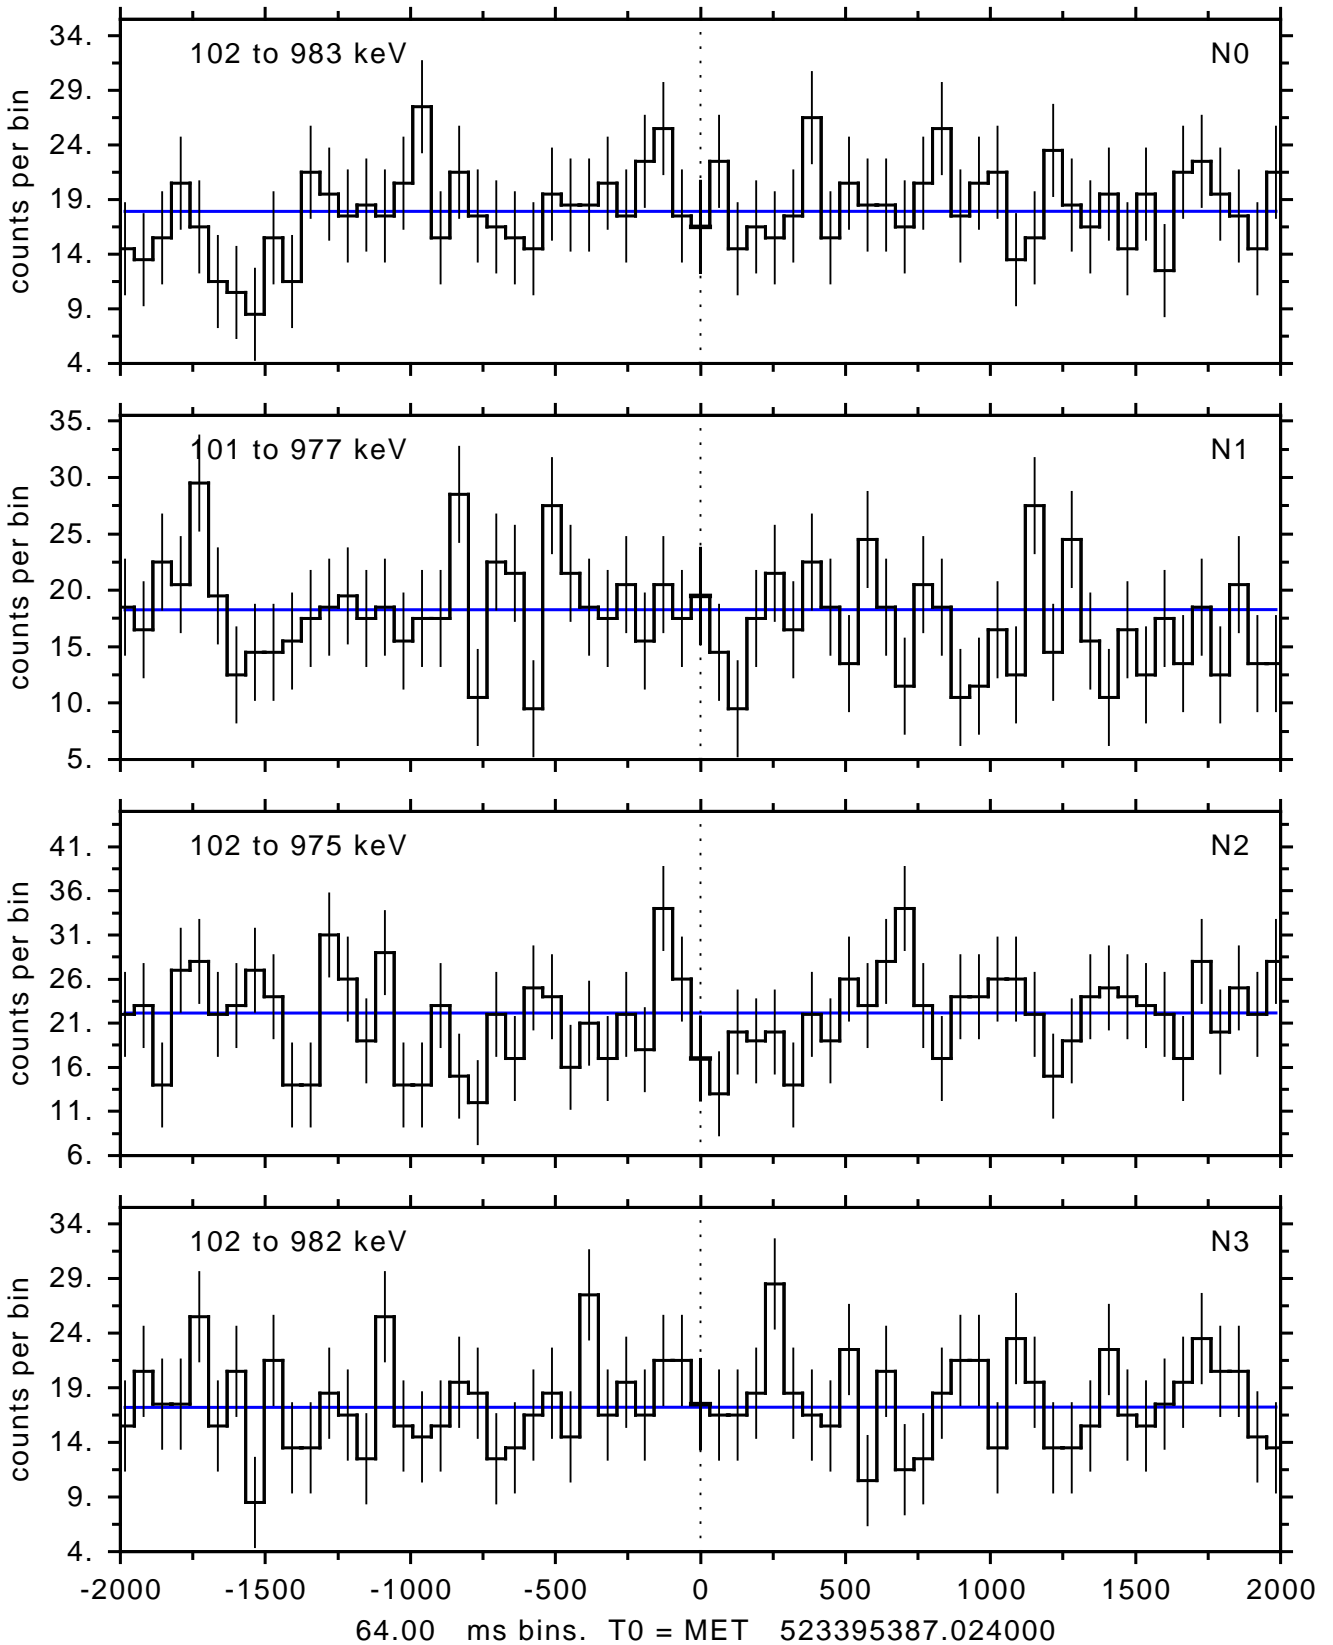 102 to 983 keV N0
counts per bin
34.
29.
24.
19.
14.
9.
4.
101 to 977 keV N1
counts per bin
35.
30.
25.
20.
15.
10.
5.
102 to 975 keV N2
counts per bin
41.
36.
31.
26.
21.
16.
11.
6.
102 to 982 keV N3
counts per bin
34.
29.
24.
19.
14.
9.
4.
-2000 -1500 -1000 -500 0 500 1000 1500 2000
64.00 ms bins. T0 = MET 523395387.024000